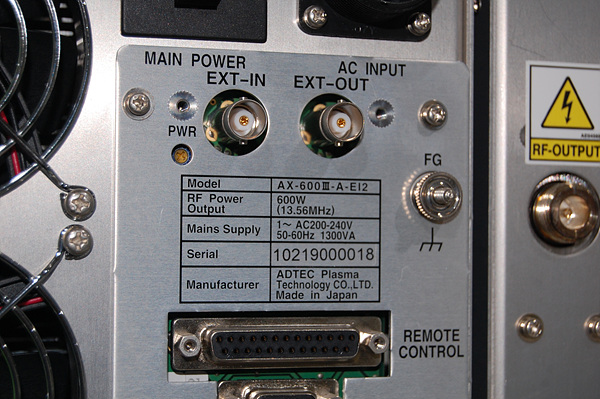 MAIN POWER
AC INPUT
EXT-IN
EXT-OUT
PWR
FG
RF-OUTPUT
Model AX-600III-A-EI2
RF Power Output 600W (13.56MHz)
Mains Supply 1~ AC200-240V 50-60Hz 1300VA
Serial 10219000018
Manufacturer ADTEC Plasma Technology CO.,LTD. Made in Japan
REMOTE CONTROL